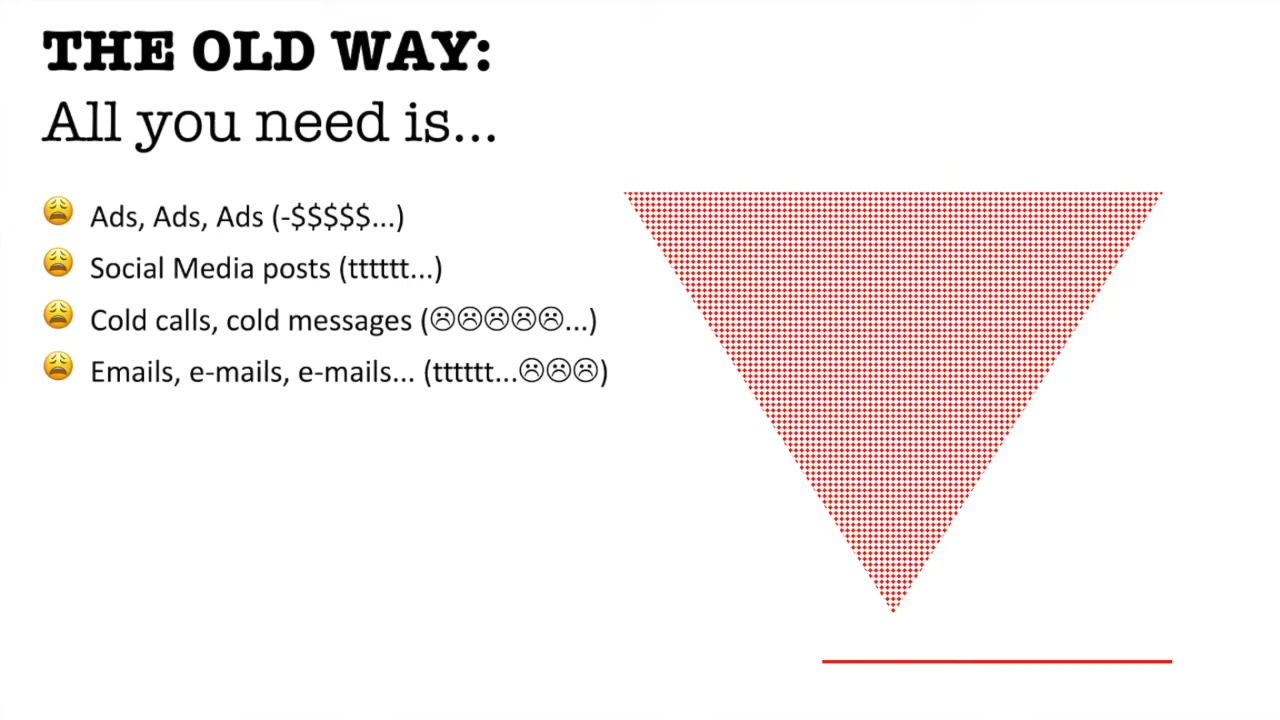 THE OLD WAY:
All you need is...
😩 Ads, Ads, Ads (-$$$$$...)
😩 Social Media posts (tttttt...)
😩 Cold calls, cold messages (☹☹☹☹☹...)
😩 Emails, e-mails, e-mails... (tttttt...☹☹☹)